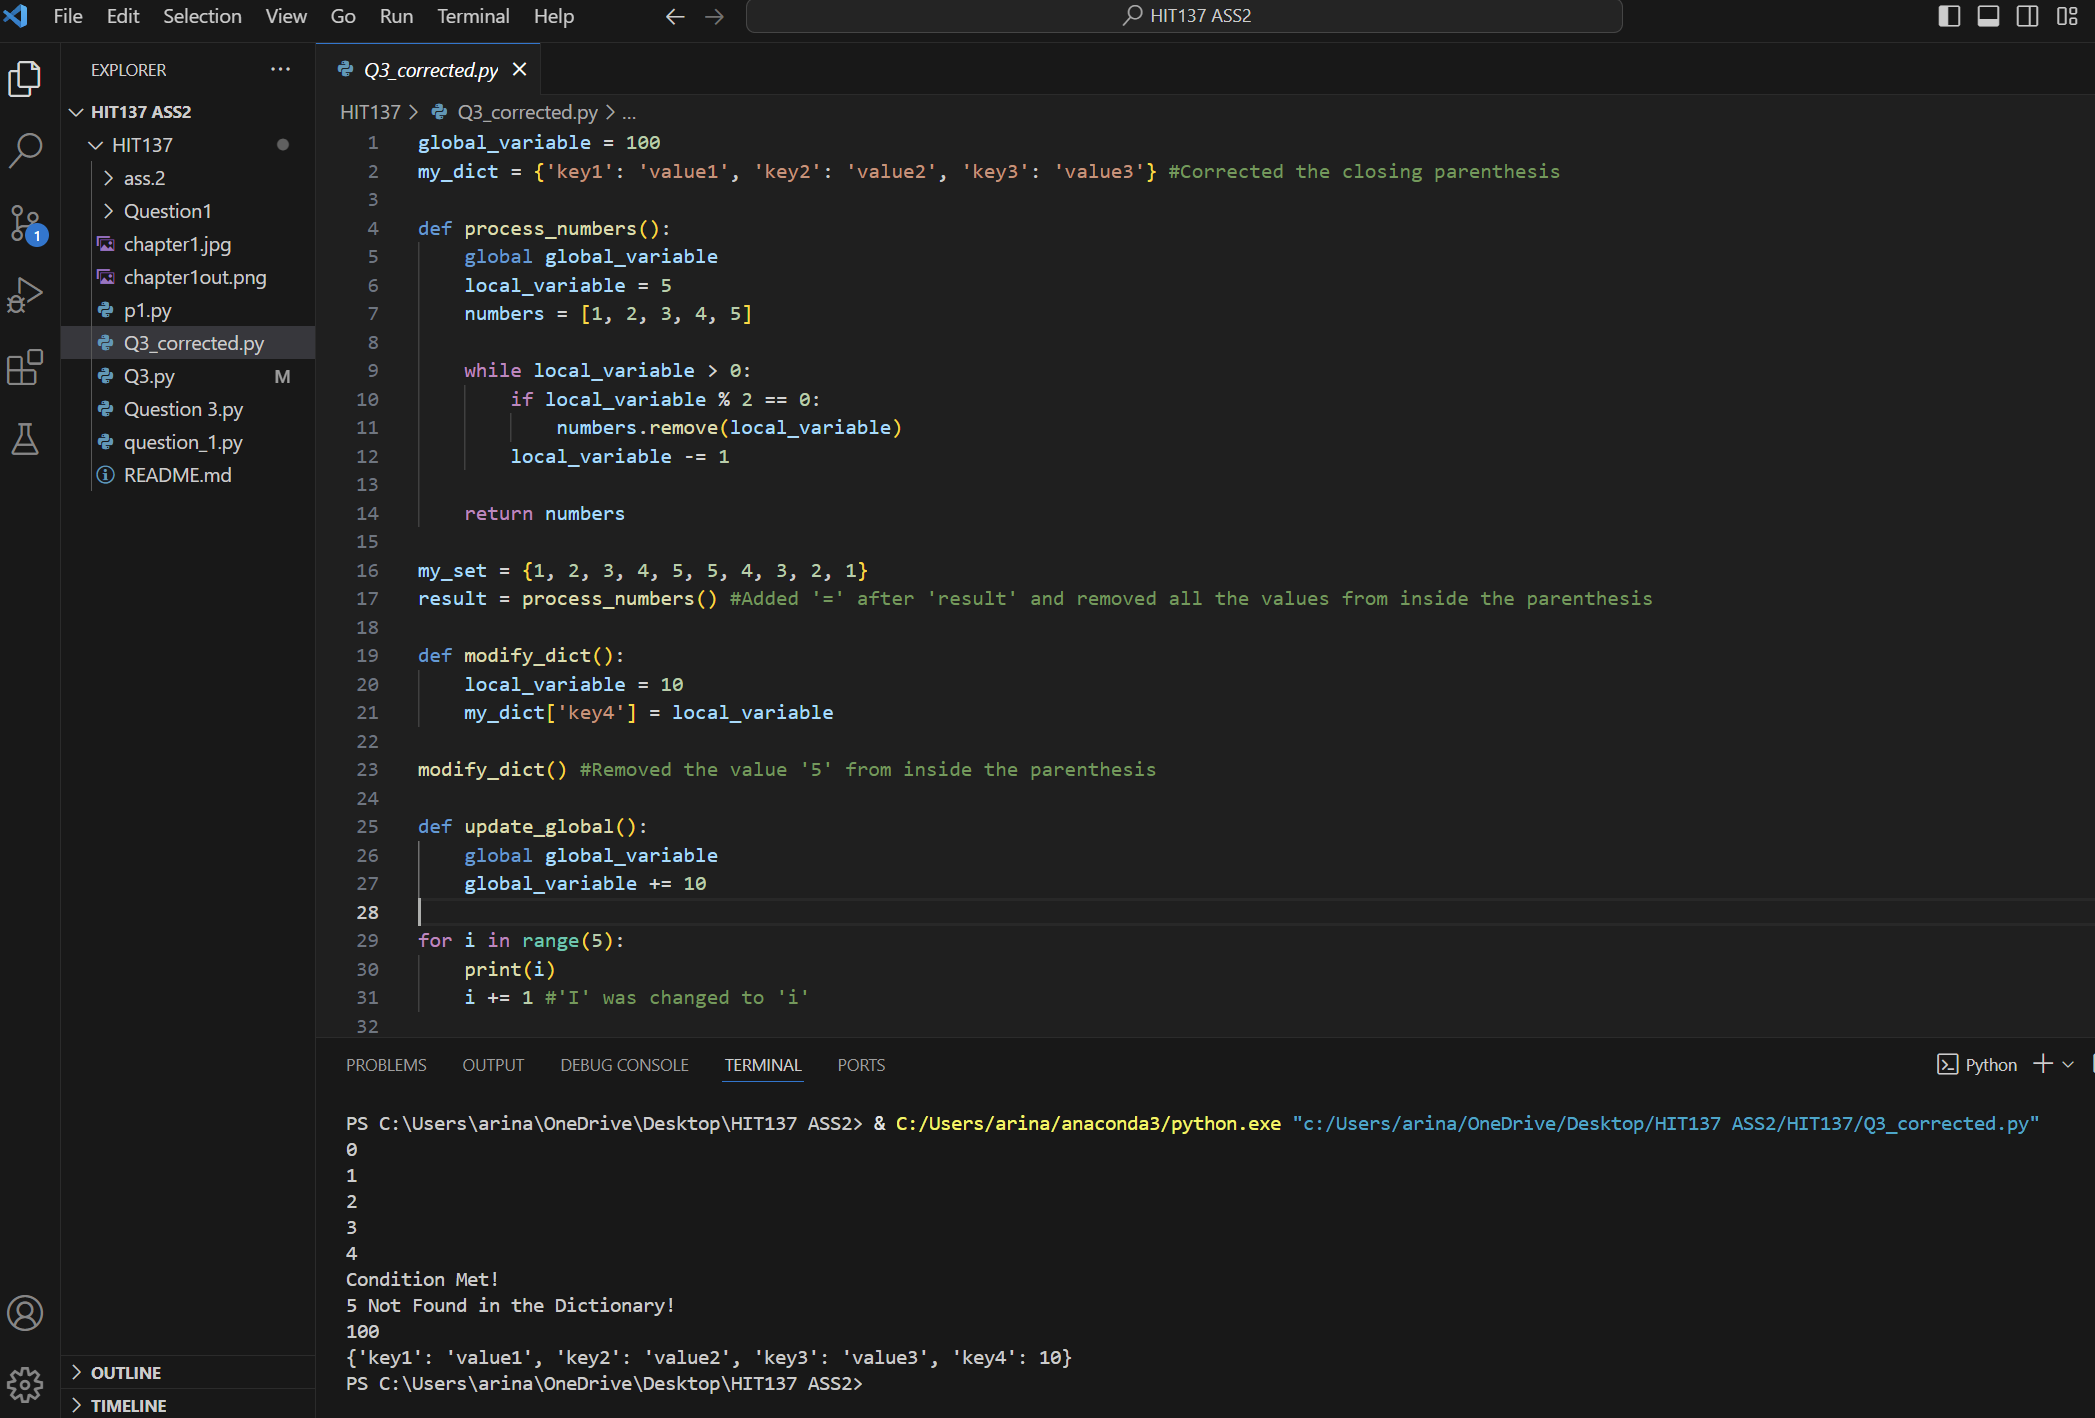 File Edit Selection View Go Run Terminal Help
HIT137 ASS2
EXPLORER
HIT137 ASS2
HIT137
ass.2
Question1
chapter1.jpg
chapter1out.png
p1.py
Q3_corrected.py
Q3.py M
Question 3.py
question_1.py
README.md
OUTLINE
TIMELINE
1
Q3_corrected.py
HIT137 > Q3_corrected.py > ...
1 global_variable = 100
2 my_dict = {'key1': 'value1', 'key2': 'value2', 'key3': 'value3'} #Corrected the closing parenthesis
3
4 def process_numbers():
5     global global_variable
6     local_variable = 5
7     numbers = [1, 2, 3, 4, 5]
8
9     while local_variable > 0:
10         if local_variable % 2 == 0:
11             numbers.remove(local_variable)
12         local_variable -= 1
13
14     return numbers
15
16 my_set = {1, 2, 3, 4, 5, 5, 4, 3, 2, 1}
17 result = process_numbers() #Added '=' after 'result' and removed all the values from inside the parenthesis
18
19 def modify_dict():
20     local_variable = 10
21     my_dict['key4'] = local_variable
22
23 modify_dict() #Removed the value '5' from inside the parenthesis
24
25 def update_global():
26     global global_variable
27     global_variable += 10
28
29 for i in range(5):
30     print(i)
31     i += 1 #'I' was changed to 'i'
32
PROBLEMS OUTPUT DEBUG CONSOLE TERMINAL PORTS
Python
PS C:\Users\arina\OneDrive\Desktop\HIT137 ASS2> & C:/Users/arina/anaconda3/python.exe "c:/Users/arina/OneDrive/Desktop/HIT137 ASS2/HIT137/Q3_corrected.py"
0
1
2
3
4
Condition Met!
5 Not Found in the Dictionary!
100
{'key1': 'value1', 'key2': 'value2', 'key3': 'value3', 'key4': 10}
PS C:\Users\arina\OneDrive\Desktop\HIT137 ASS2>